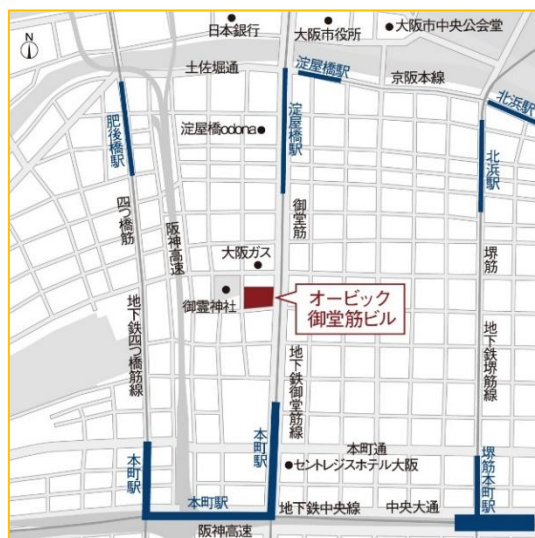 日本銀行
大阪市役所
大阪市中央公会堂
N
土佐堀通
淀屋橋駅
京阪本線
北浜駅
肥後橋駅
淀屋橋odona
淀屋橋駅
北浜駅
四つ橋筋
阪神高速
御堂筋
堺筋
大阪ガス
御霊神社
オービック
御堂筋ビル
地下鉄四つ橋筋線
地下鉄御堂筋線
地下鉄堺筋線
本町駅
本町駅
本町通
セントレジスホテル大阪
堺筋本町駅
本町駅
地下鉄中央線
中央大通
阪神高速